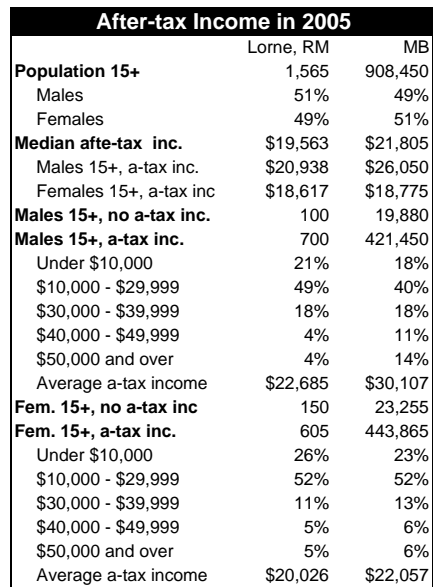 After-tax Income in 2005
Lorne, RM MB
Population 15+ 1,565 908,450
Males 51% 49%
Females 49% 51%
Median afte-tax inc. $19,563 $21,805
Males 15+, a-tax inc. $20,938 $26,050
Females 15+, a-tax inc $18,617 $18,775
Males 15+, no a-tax inc. 100 19,880
Males 15+, a-tax inc. 700 421,450
Under $10,000 21% 18%
$10,000 - $29,999 49% 40%
$30,000 - $39,999 18% 18%
$40,000 - $49,999 4% 11%
$50,000 and over 4% 14%
Average a-tax income $22,685 $30,107
Fem. 15+, no a-tax inc 150 23,255
Fem. 15+, a-tax inc. 605 443,865
Under $10,000 26% 23%
$10,000 - $29,999 52% 52%
$30,000 - $39,999 11% 13%
$40,000 - $49,999 5% 6%
$50,000 and over 5% 6%
Average a-tax income $20,026 $22,057